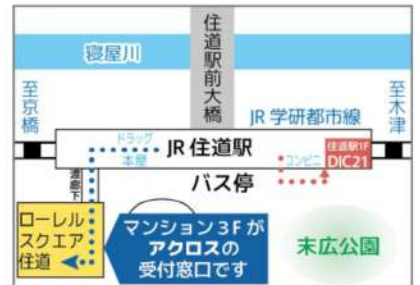 寝屋川
住道駅前大橋
至京橋
JR 学研都市線
至木津
ドラッグ
本屋
JR 住道駅
コンビニ
住道駅1F
DIC21
バス停
連廊下
ローレル
スクエア
住道
マンション3Fが
アクロスの
受付窓口です
末広公園